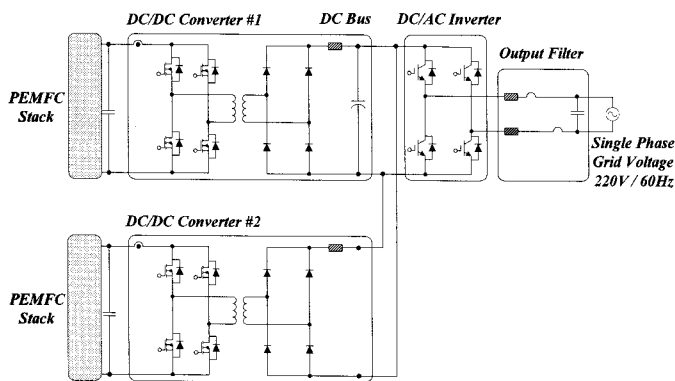 DC/DC Converter #1
DC Bus
DC/AC Inverter
Output Filter
PEMFC
Stack
Single Phase
Grid Voltage
220V / 60Hz
DC/DC Converter #2
PEMFC
Stack